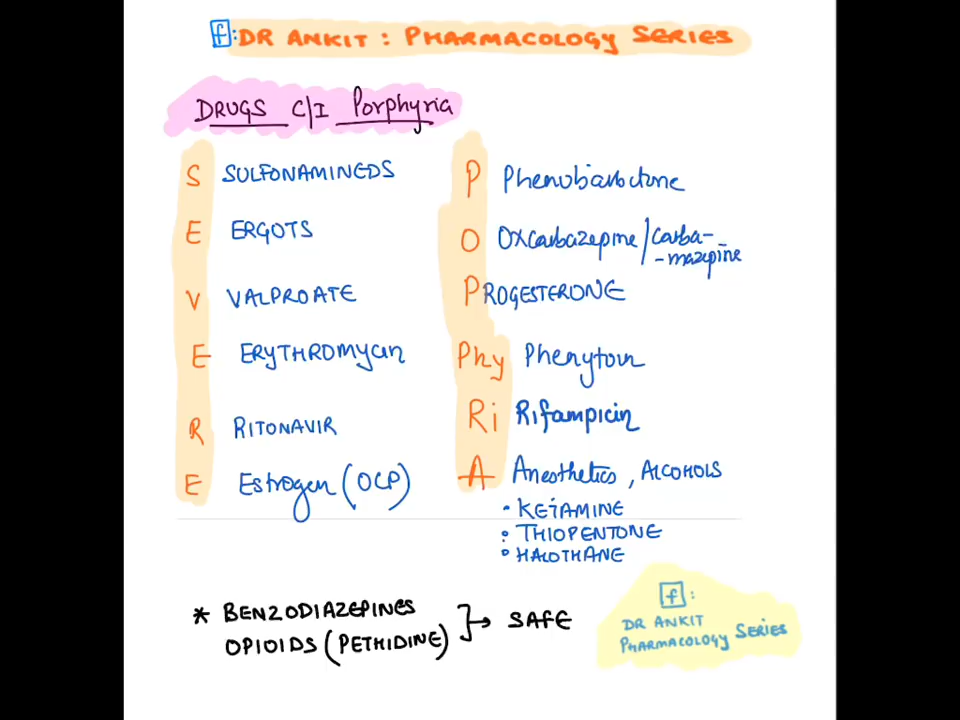 f: DR ANKIT : PHARMACOLOGY SERIES
DRUGS C/I Porphyria
S SULFONAMINEDS
E ERGOTS
V VALPROATE
E ERYTHROMYCIN
R RITONAVIR
E Estrogen (OCP)
P Phenobarbitone
O Oxcarbazepine/carba-
-mazepine
PROGESTERONE
Phy Phenytoin
Ri Rifampicin
A Anesthetics, ALCOHOLS
• KETAMINE
• THIOPENTONE
• HALOTHANE
* BENZODIAZEPINES
OPIOIDS (PETHIDINE) → SAFE
f:
DR ANKIT
PHARMACOLOGY SERIES